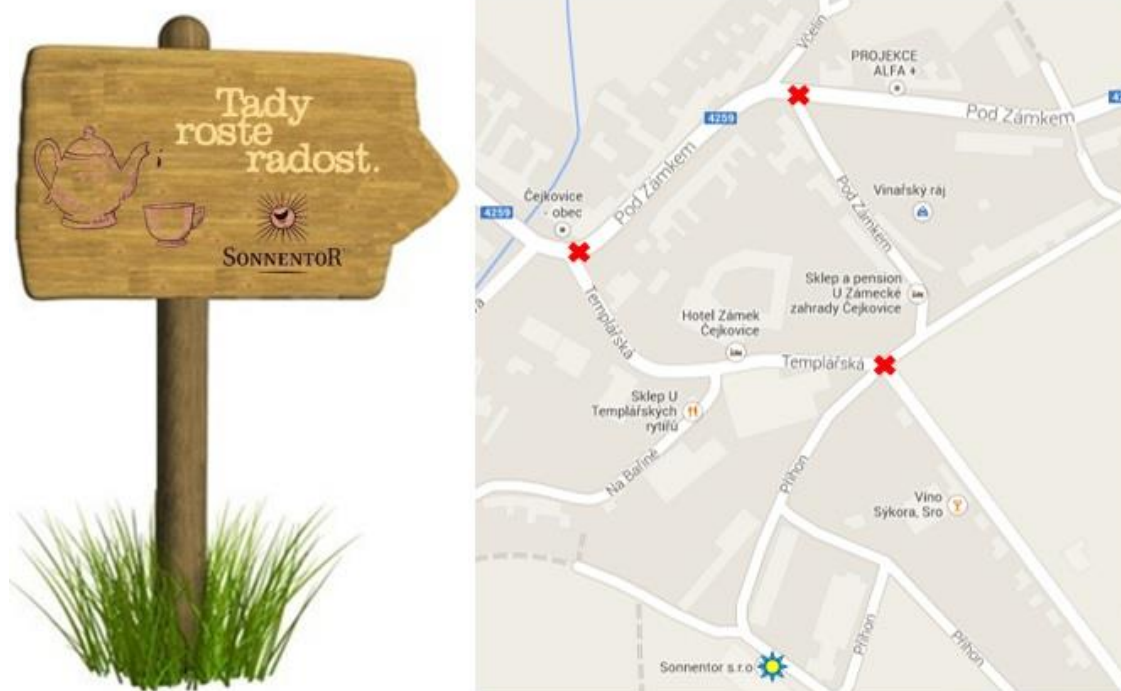 Tady
roste
radost.
SONNENTOR
Včelín
PROJEKCE
ALFA +
4259
Pod Zámkem
Pod Zámkem
Čejkovice
- obec
4259
Pod Zámkem
Vinařský ráj
Sklep a pension
U Zámecké
zahrady Čejkovice
Templářská
Hotel Zámek
Čejkovice
Templářská
Sklep U
Templářských
rytířů
Na Bařině
Příhon
Víno
Sýkora, Sro
Příhon
Příhon
Sonnentor s.r.o